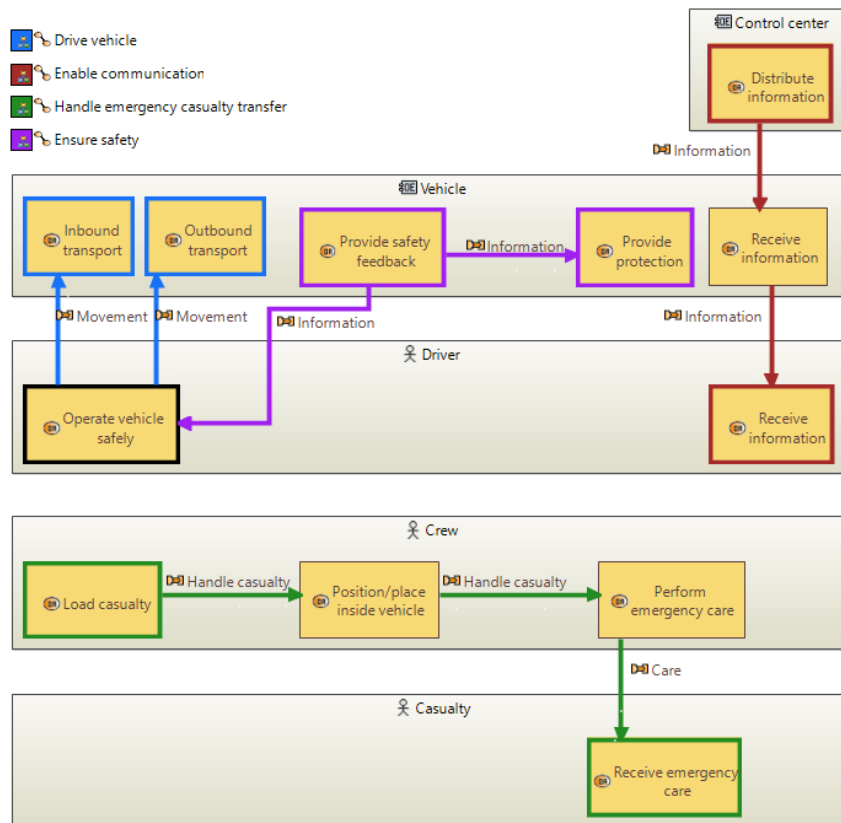 Control center
Drive vehicle
Enable communication
Handle emergency casualty transfer
Ensure safety
Distribute
information
Information
Vehicle
Inbound
transport
Outbound
transport
Provide safety
feedback
Information
Provide
protection
Receive
information
Movement
Movement
Information
Information
Driver
Operate vehicle
safely
Receive
information
Crew
Load casualty
Handle casualty
Position/place
inside vehicle
Handle casualty
Perform
emergency care
Care
Casualty
Receive emergency
care